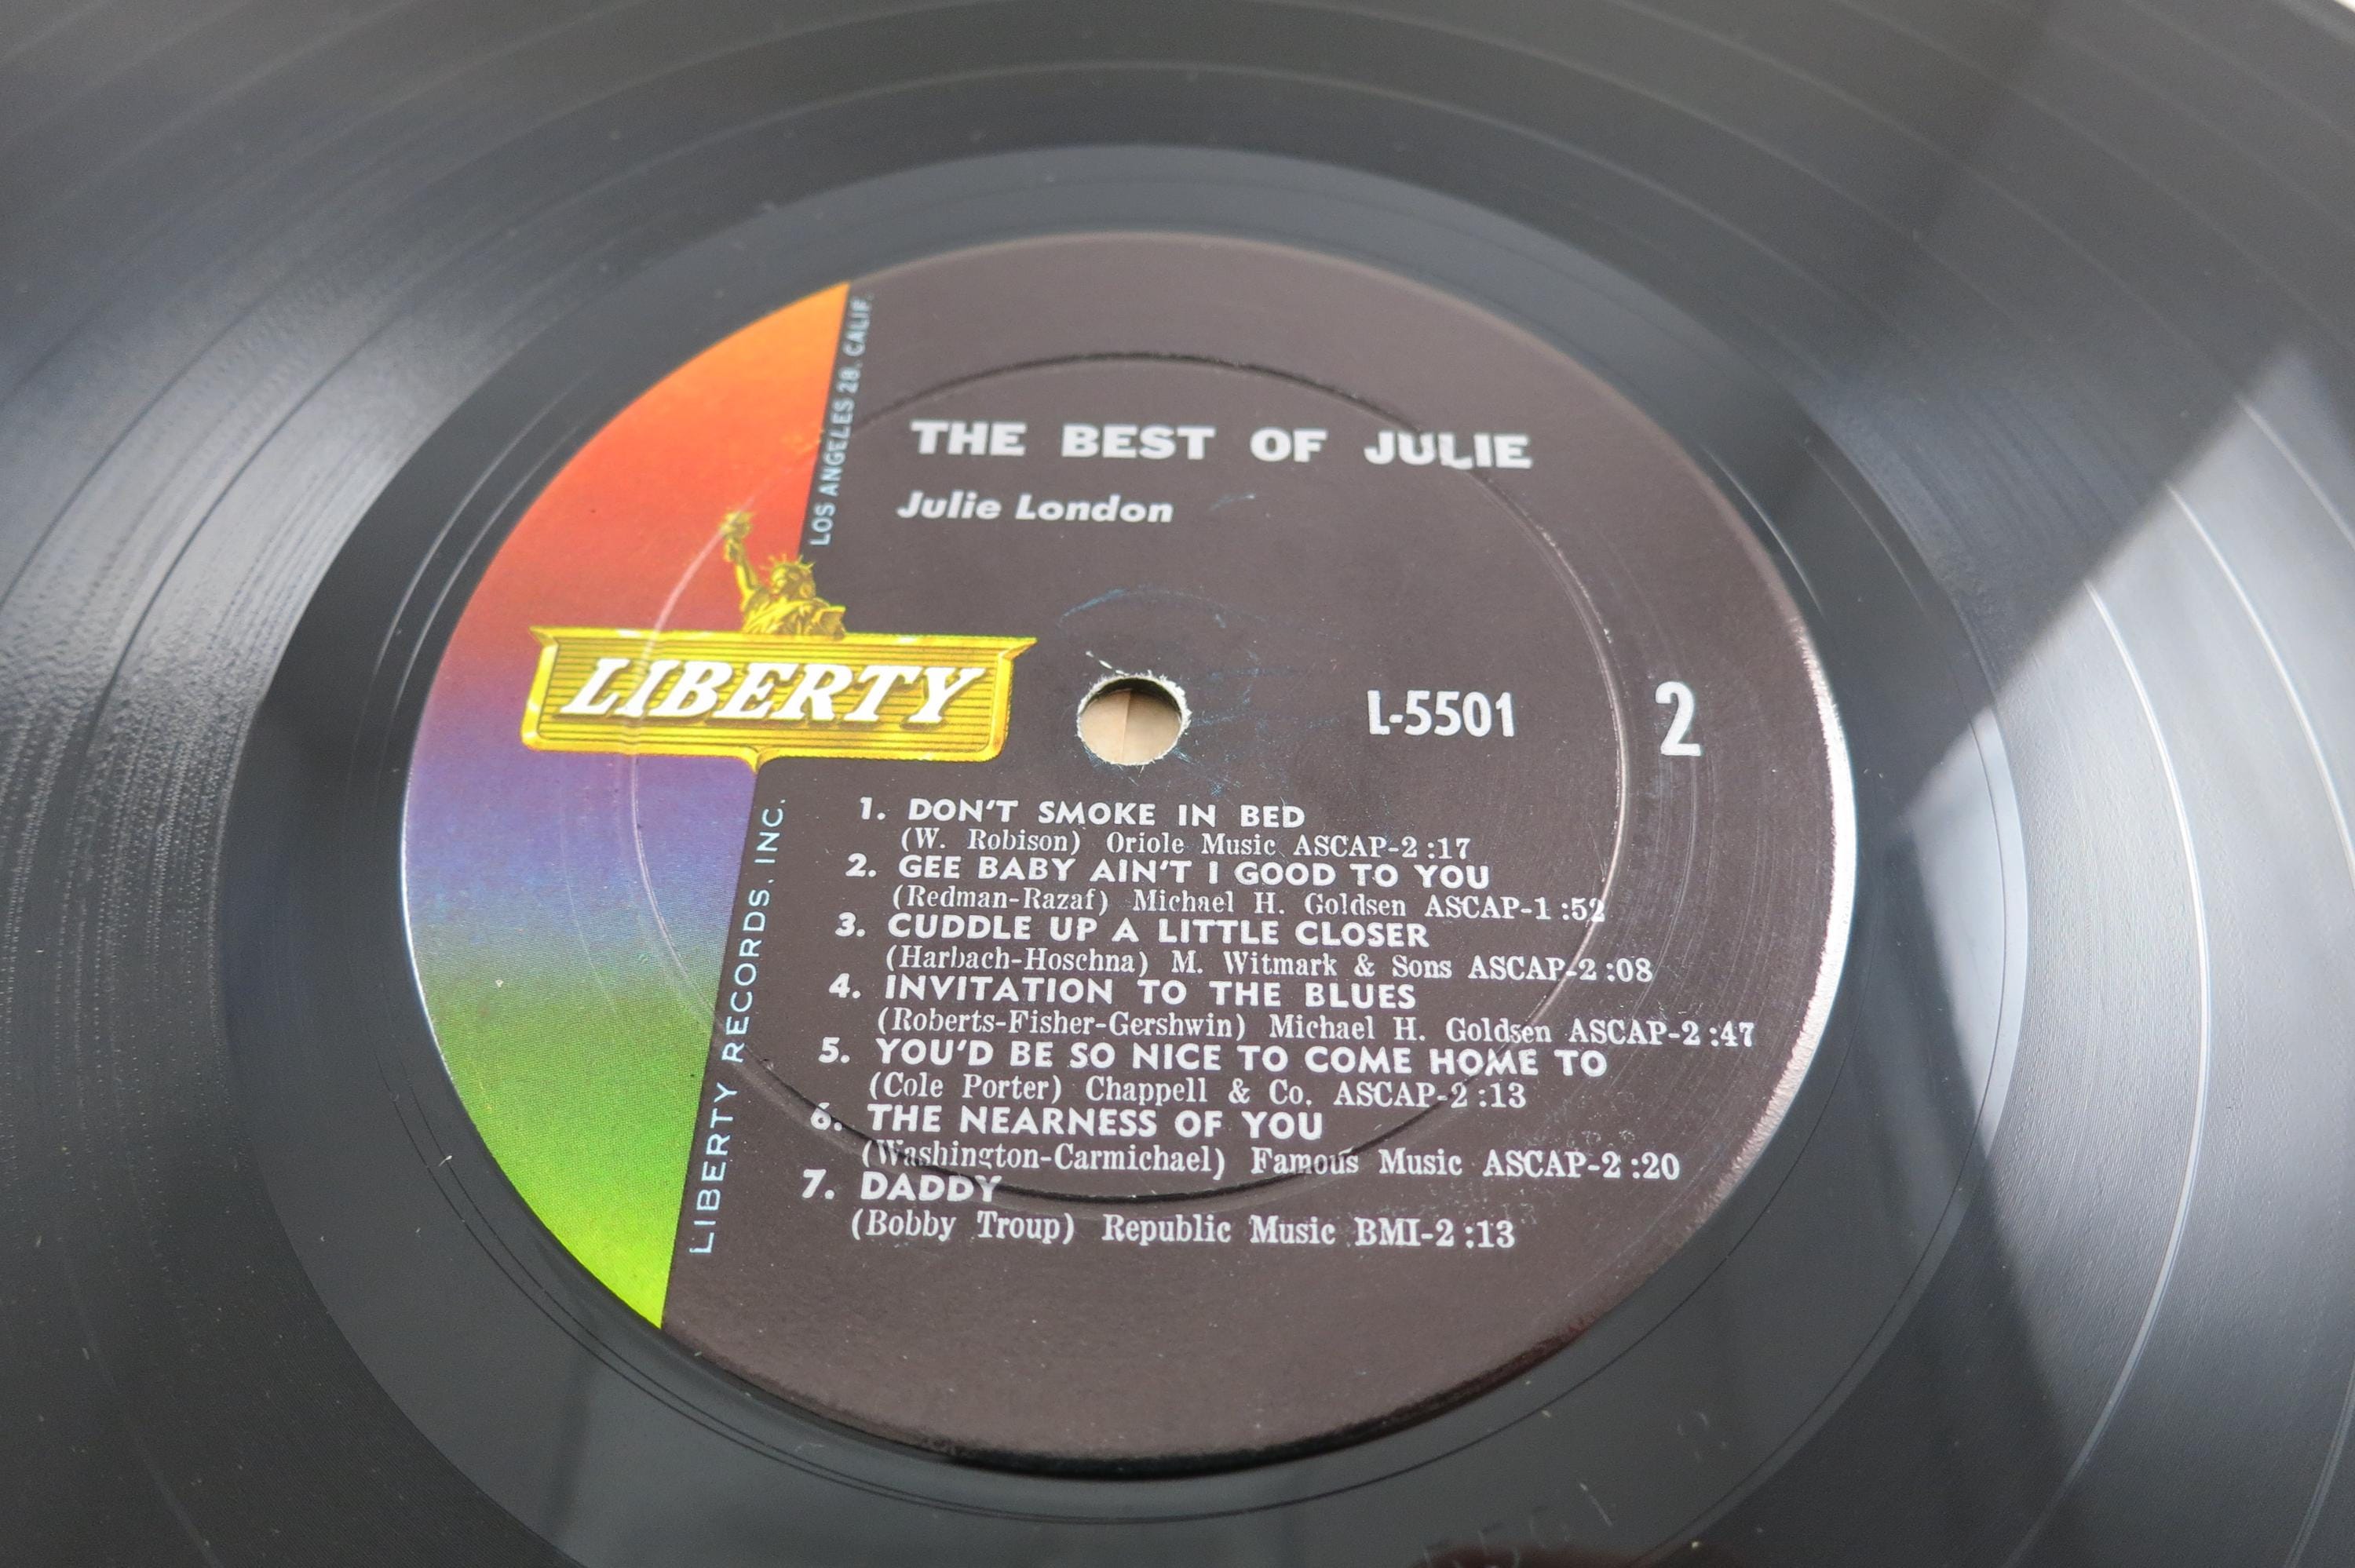 LOS ANGELES 28, CALIF.
THE BEST OF JULIE
Julie London
LIBERTY
L-5501
2
LIBERTY RECORDS, INC.
1. DON'T SMOKE IN BED
(W. Robison) Oriole Music ASCAP-2:17
2. GEE BABY AIN'T I GOOD TO YOU
(Redman-Razaf) Michael H. Goldsen ASCAP-1:52
3. CUDDLE UP A LITTLE CLOSER
(Harbach-Hoschna) M. Witmark & Sons ASCAP-2:08
4. INVITATION TO THE BLUES
(Roberts-Fisher-Gershwin) Michael H. Goldsen ASCAP-2:47
5. YOU'D BE SO NICE TO COME HOME TO
(Cole Porter) Chappell & Co. ASCAP-2:13
6. THE NEARNESS OF YOU
(Washington-Carmichael) Famous Music ASCAP-2:20
7. DADDY
(Bobby Troup) Republic Music BMI-2:13